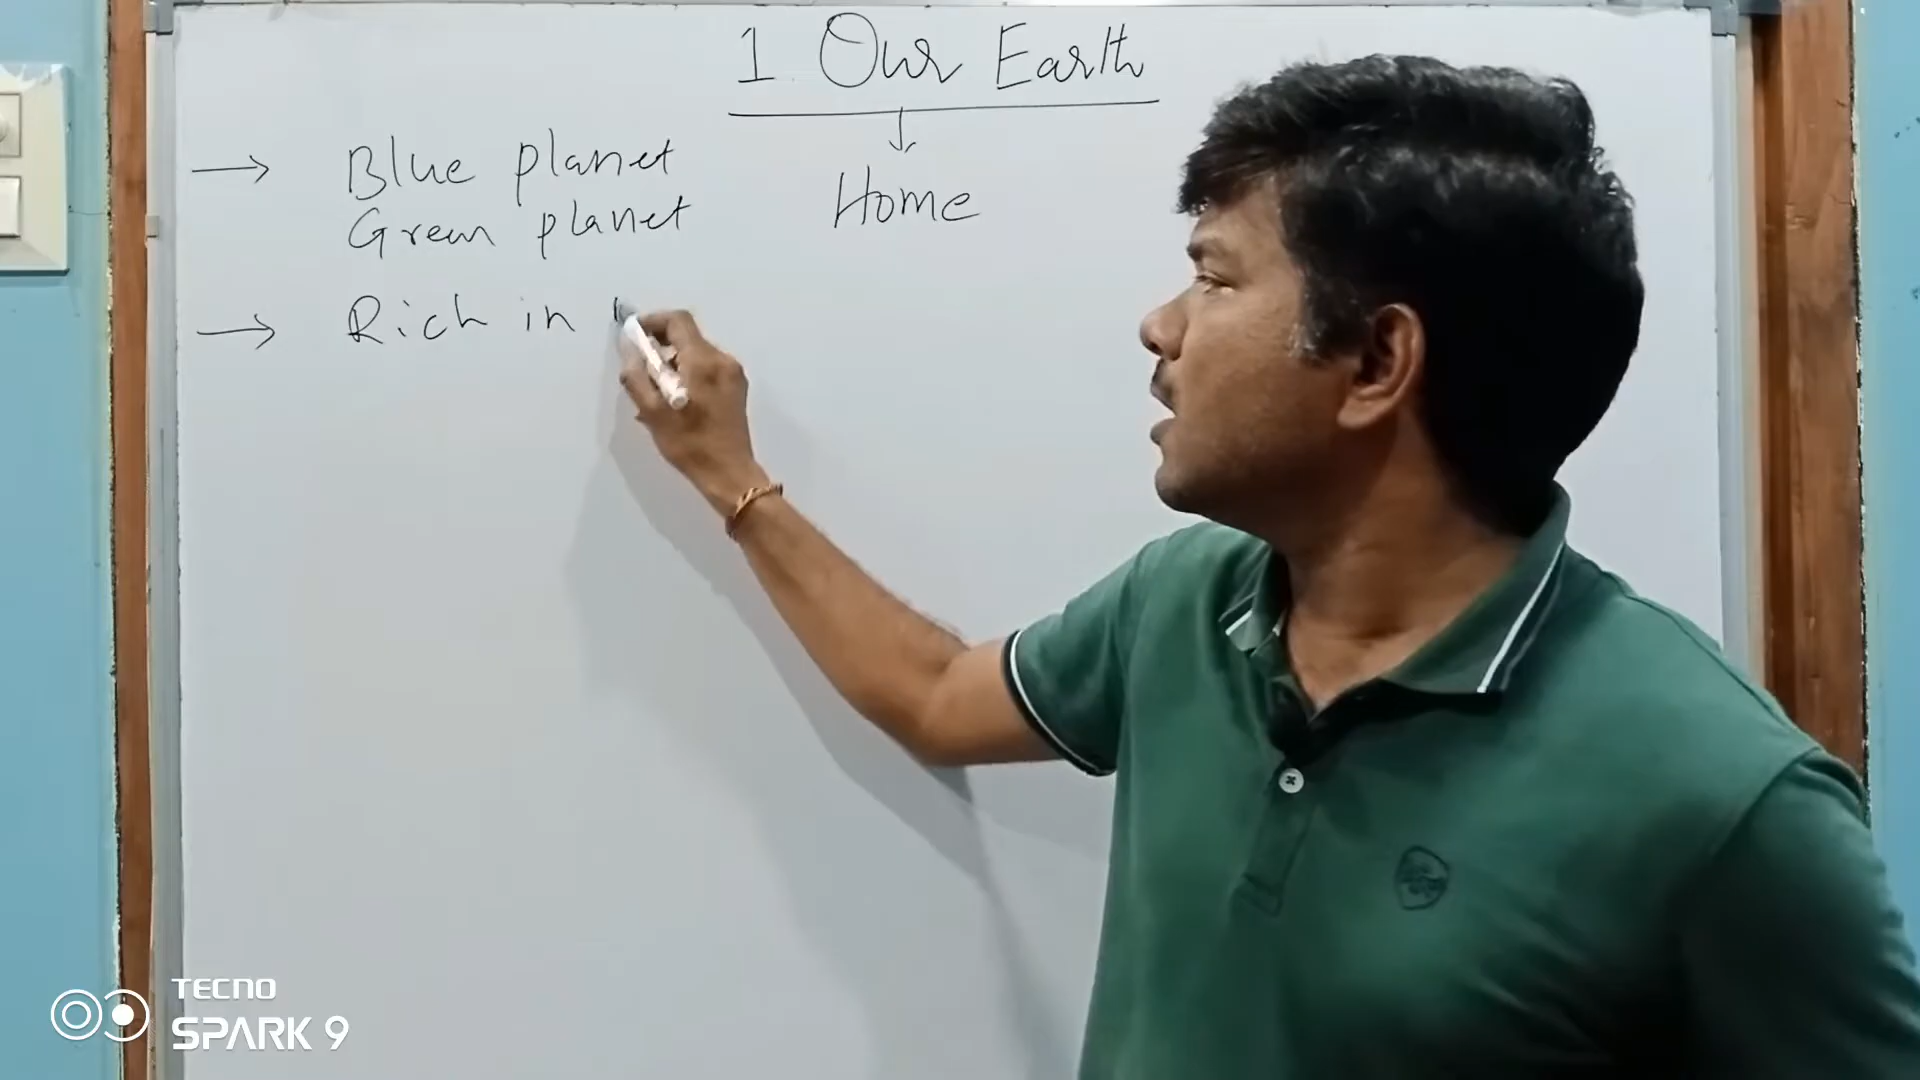 1 Our Earth
Home
→ Blue planet
Green planet
→ Rich in
TECNO
SPARK 9